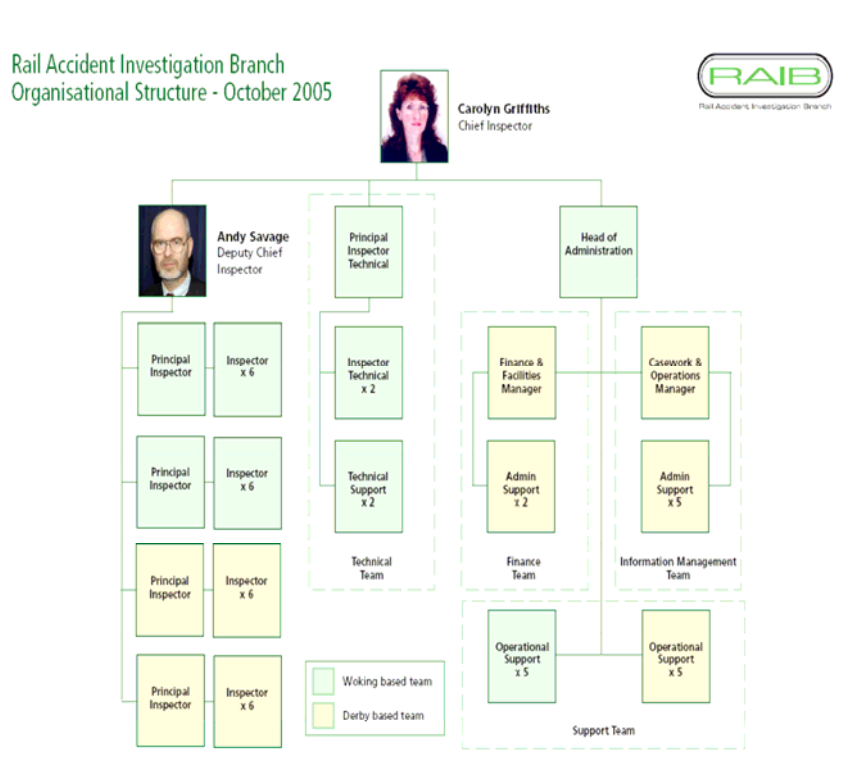 Rail Accident Investigation Branch
Organisational Structure - October 2005
RAIB
Rail Accident Investigation Branch
Carolyn Griffiths
Chief Inspector
Andy Savage
Deputy Chief
Inspector
Principal
Inspector
Technical
Head of
Administration
Principal
Inspector
Inspector
x 6
Principal
Inspector
Inspector
x 6
Principal
Inspector
Inspector
x 6
Principal
Inspector
Inspector
x 6
Inspector
Technical
x 2
Technical
Support
x 2
Technical
Team
Finance &
Facilities
Manager
Admin
Support
x 2
Finance
Team
Casework &
Operations
Manager
Admin
Support
x 5
Information Management
Team
Operational
Support
x 5
Operational
Support
x 5
Support Team
Woking based team
Derby based team